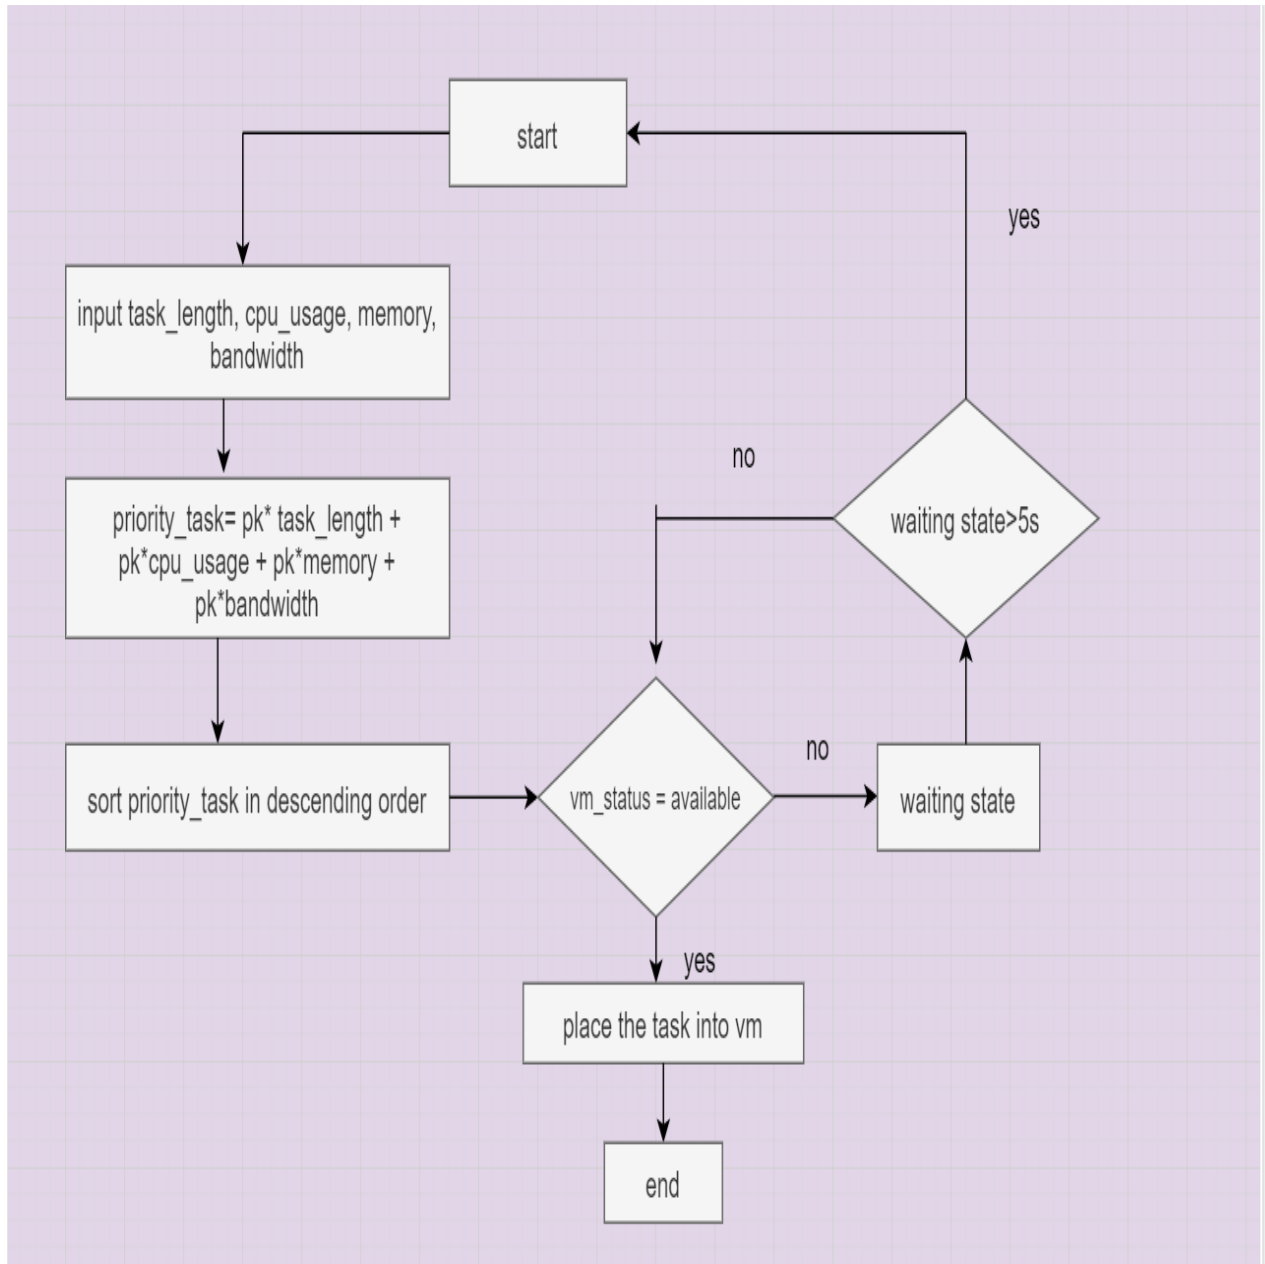 start
yes
input task_length, cpu_usage, memory,
bandwidth
no
priority_task= pk* task_length +
pk*cpu_usage + pk*memory +
pk*bandwidth
waiting state>5s
sort priority_task in descending order
vm_status = available
no
waiting state
yes
place the task into vm
end